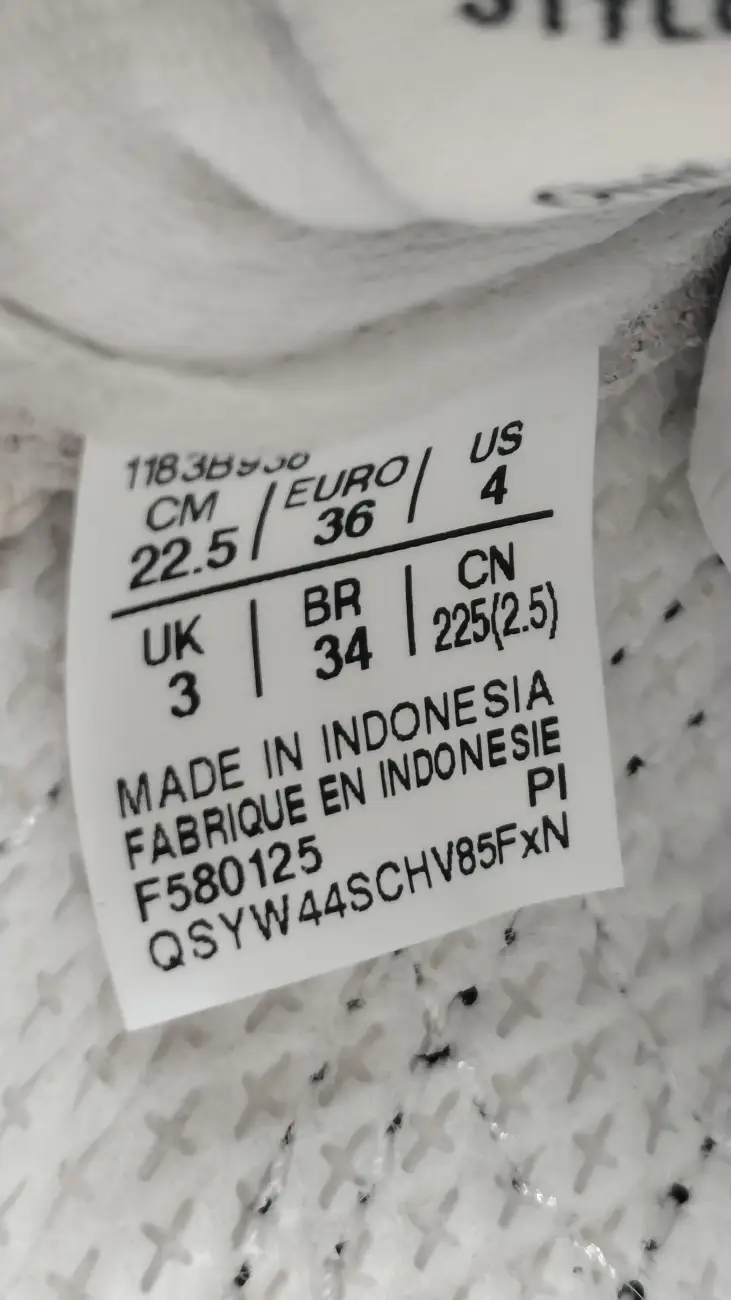 CM / EURO / US
22.5 / 36 / 4
UK | BR | CN
3 | 34 | 225(2.5)
MADE IN INDONESIA
FABRIQUE EN INDONESIE
PI
F580125
QSYW44SCHV85FxN